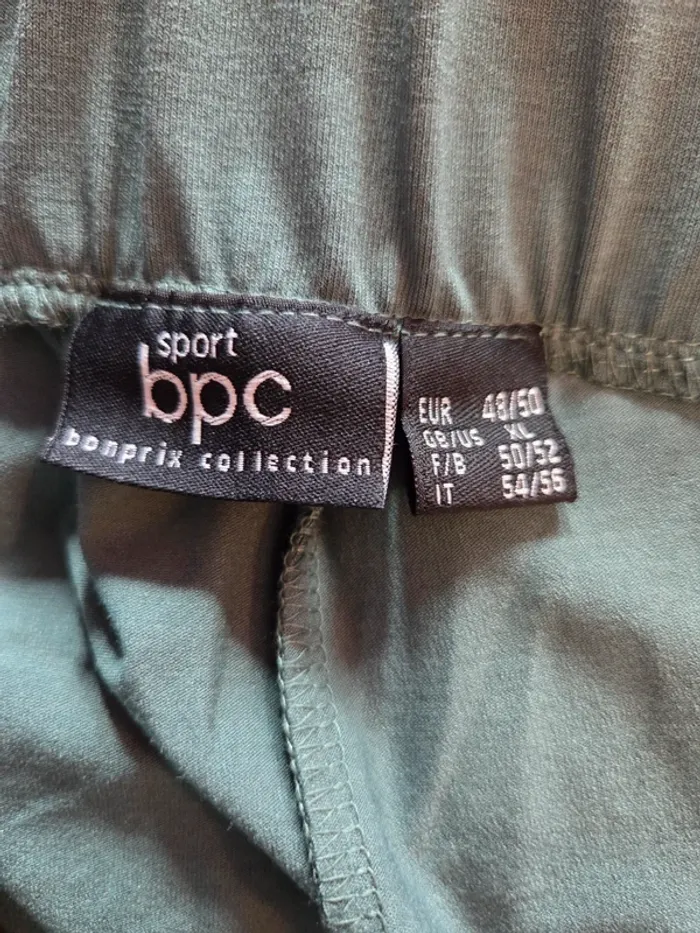 sport
bpc
bonprix collection
EUR 48/50
GB/US XL
F/B 50/52
IT 54/56